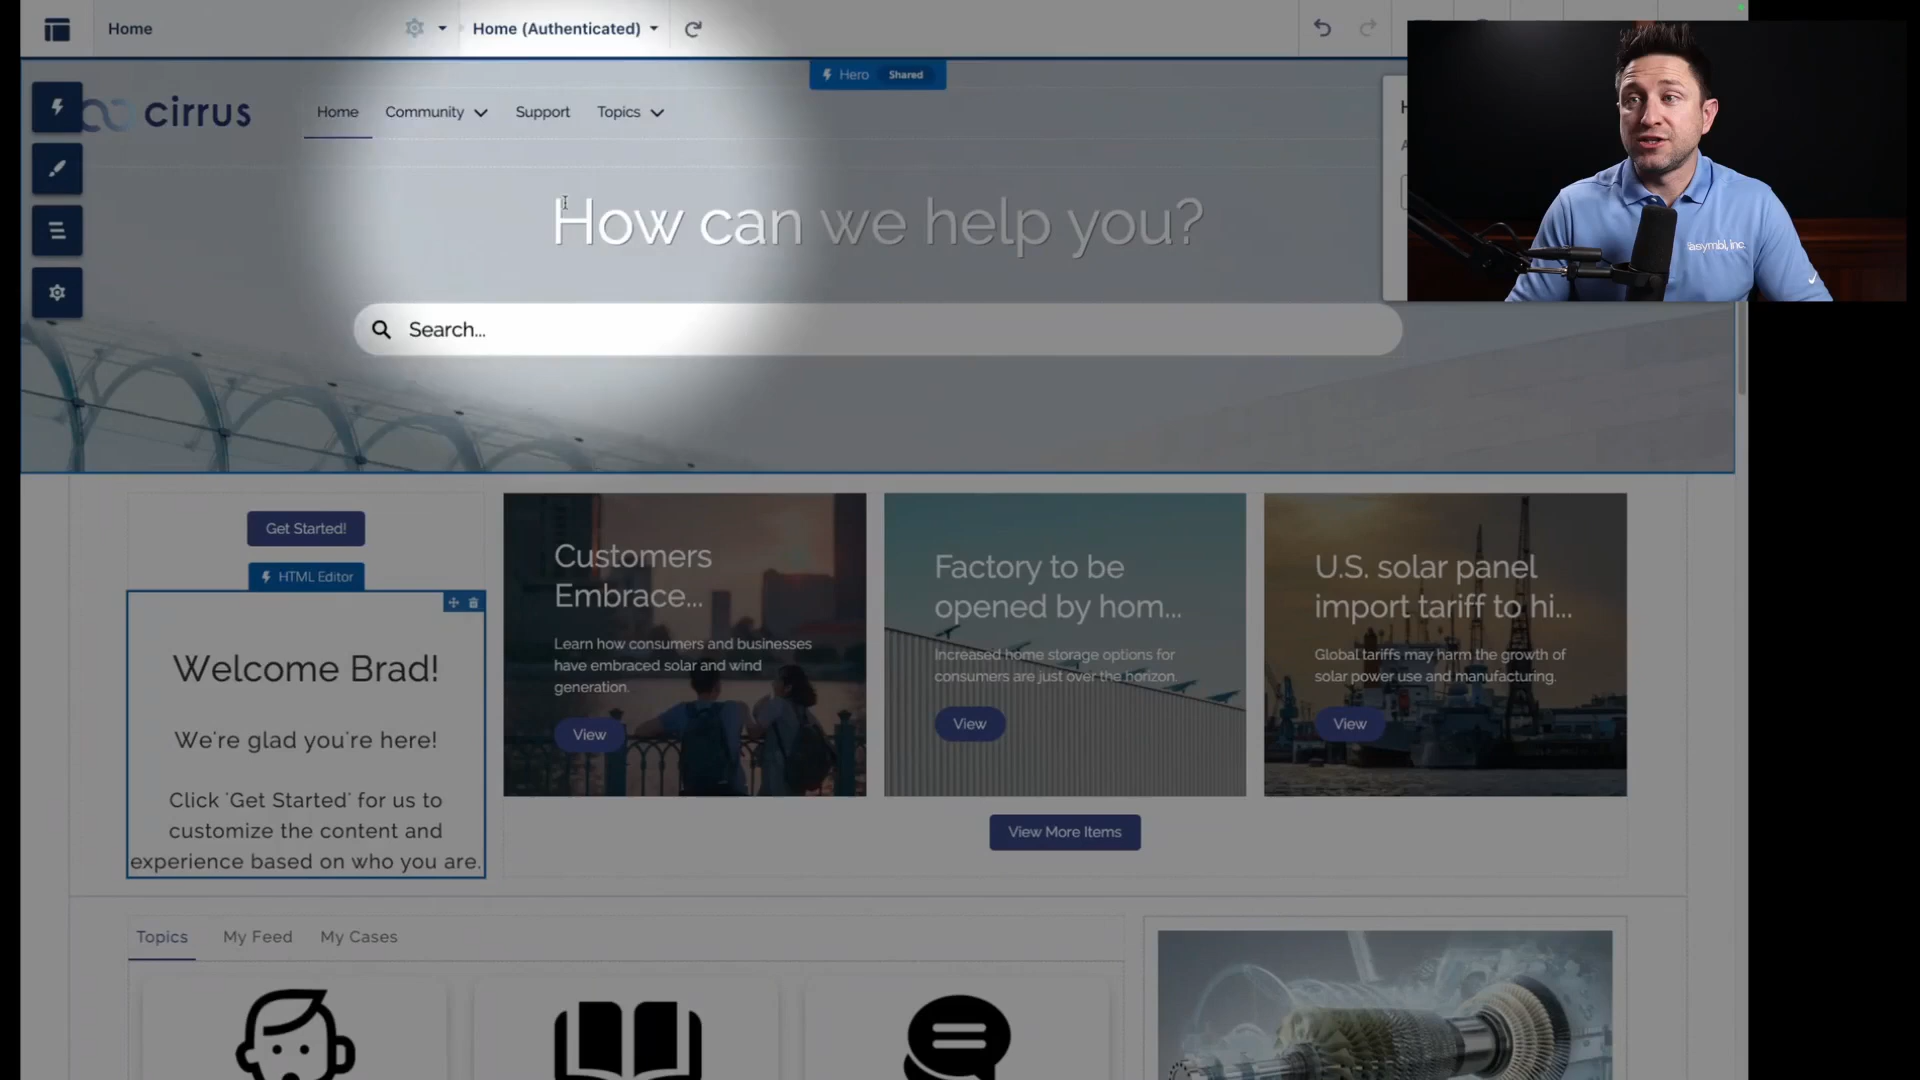 Home
Home (Authenticated)
Hero Shared
cirrus
Home Community Support Topics
How can we help you?
Search...
asymbl, inc.
Get Started!
HTML Editor
Welcome Brad!
We're glad you're here!
Click 'Get Started' for us to
customize the content and
experience based on who you are.
Customers
Embrace...
Learn how consumers and businesses
have embraced solar and wind
generation.
View
Factory to be
opened by hom...
Increased home storage options for
consumers are just over the horizon.
View
U.S. solar panel
import tariff to hi...
Global tariffs may harm the growth of
solar power use and manufacturing.
View
View More Items
Topics My Feed My Cases